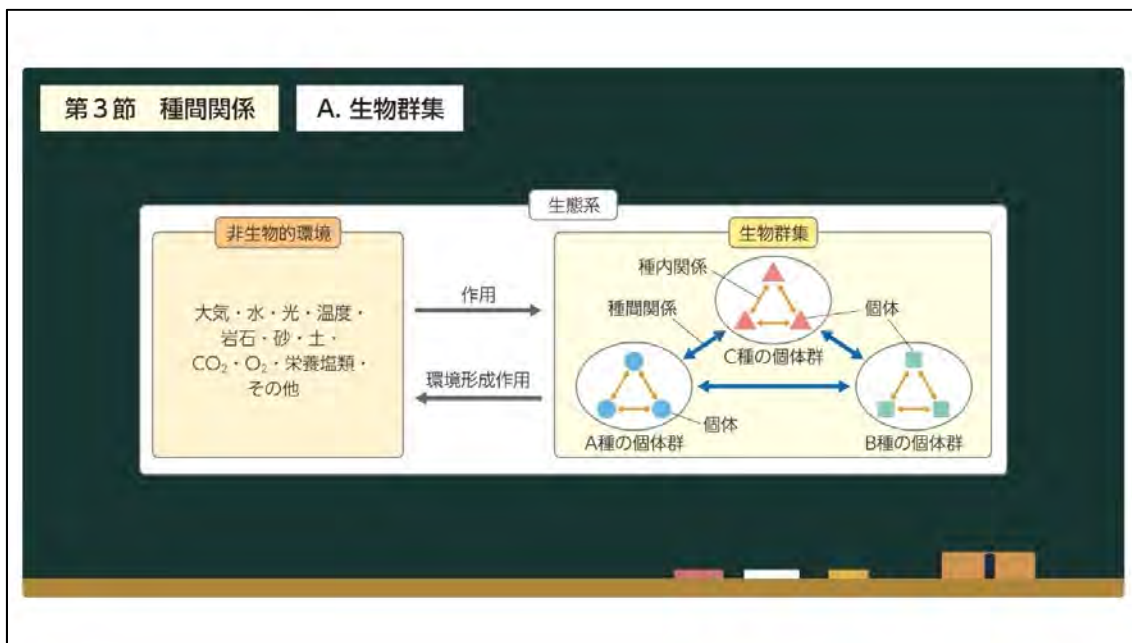 第3節　種間関係
A. 生物群集
生態系
非生物的環境
大気・水・光・温度・
岩石・砂・土・
CO₂・O₂・栄養塩類・
その他
作用
環境形成作用
生物群集
種内関係
種間関係
個体
C種の個体群
個体
A種の個体群
B種の個体群